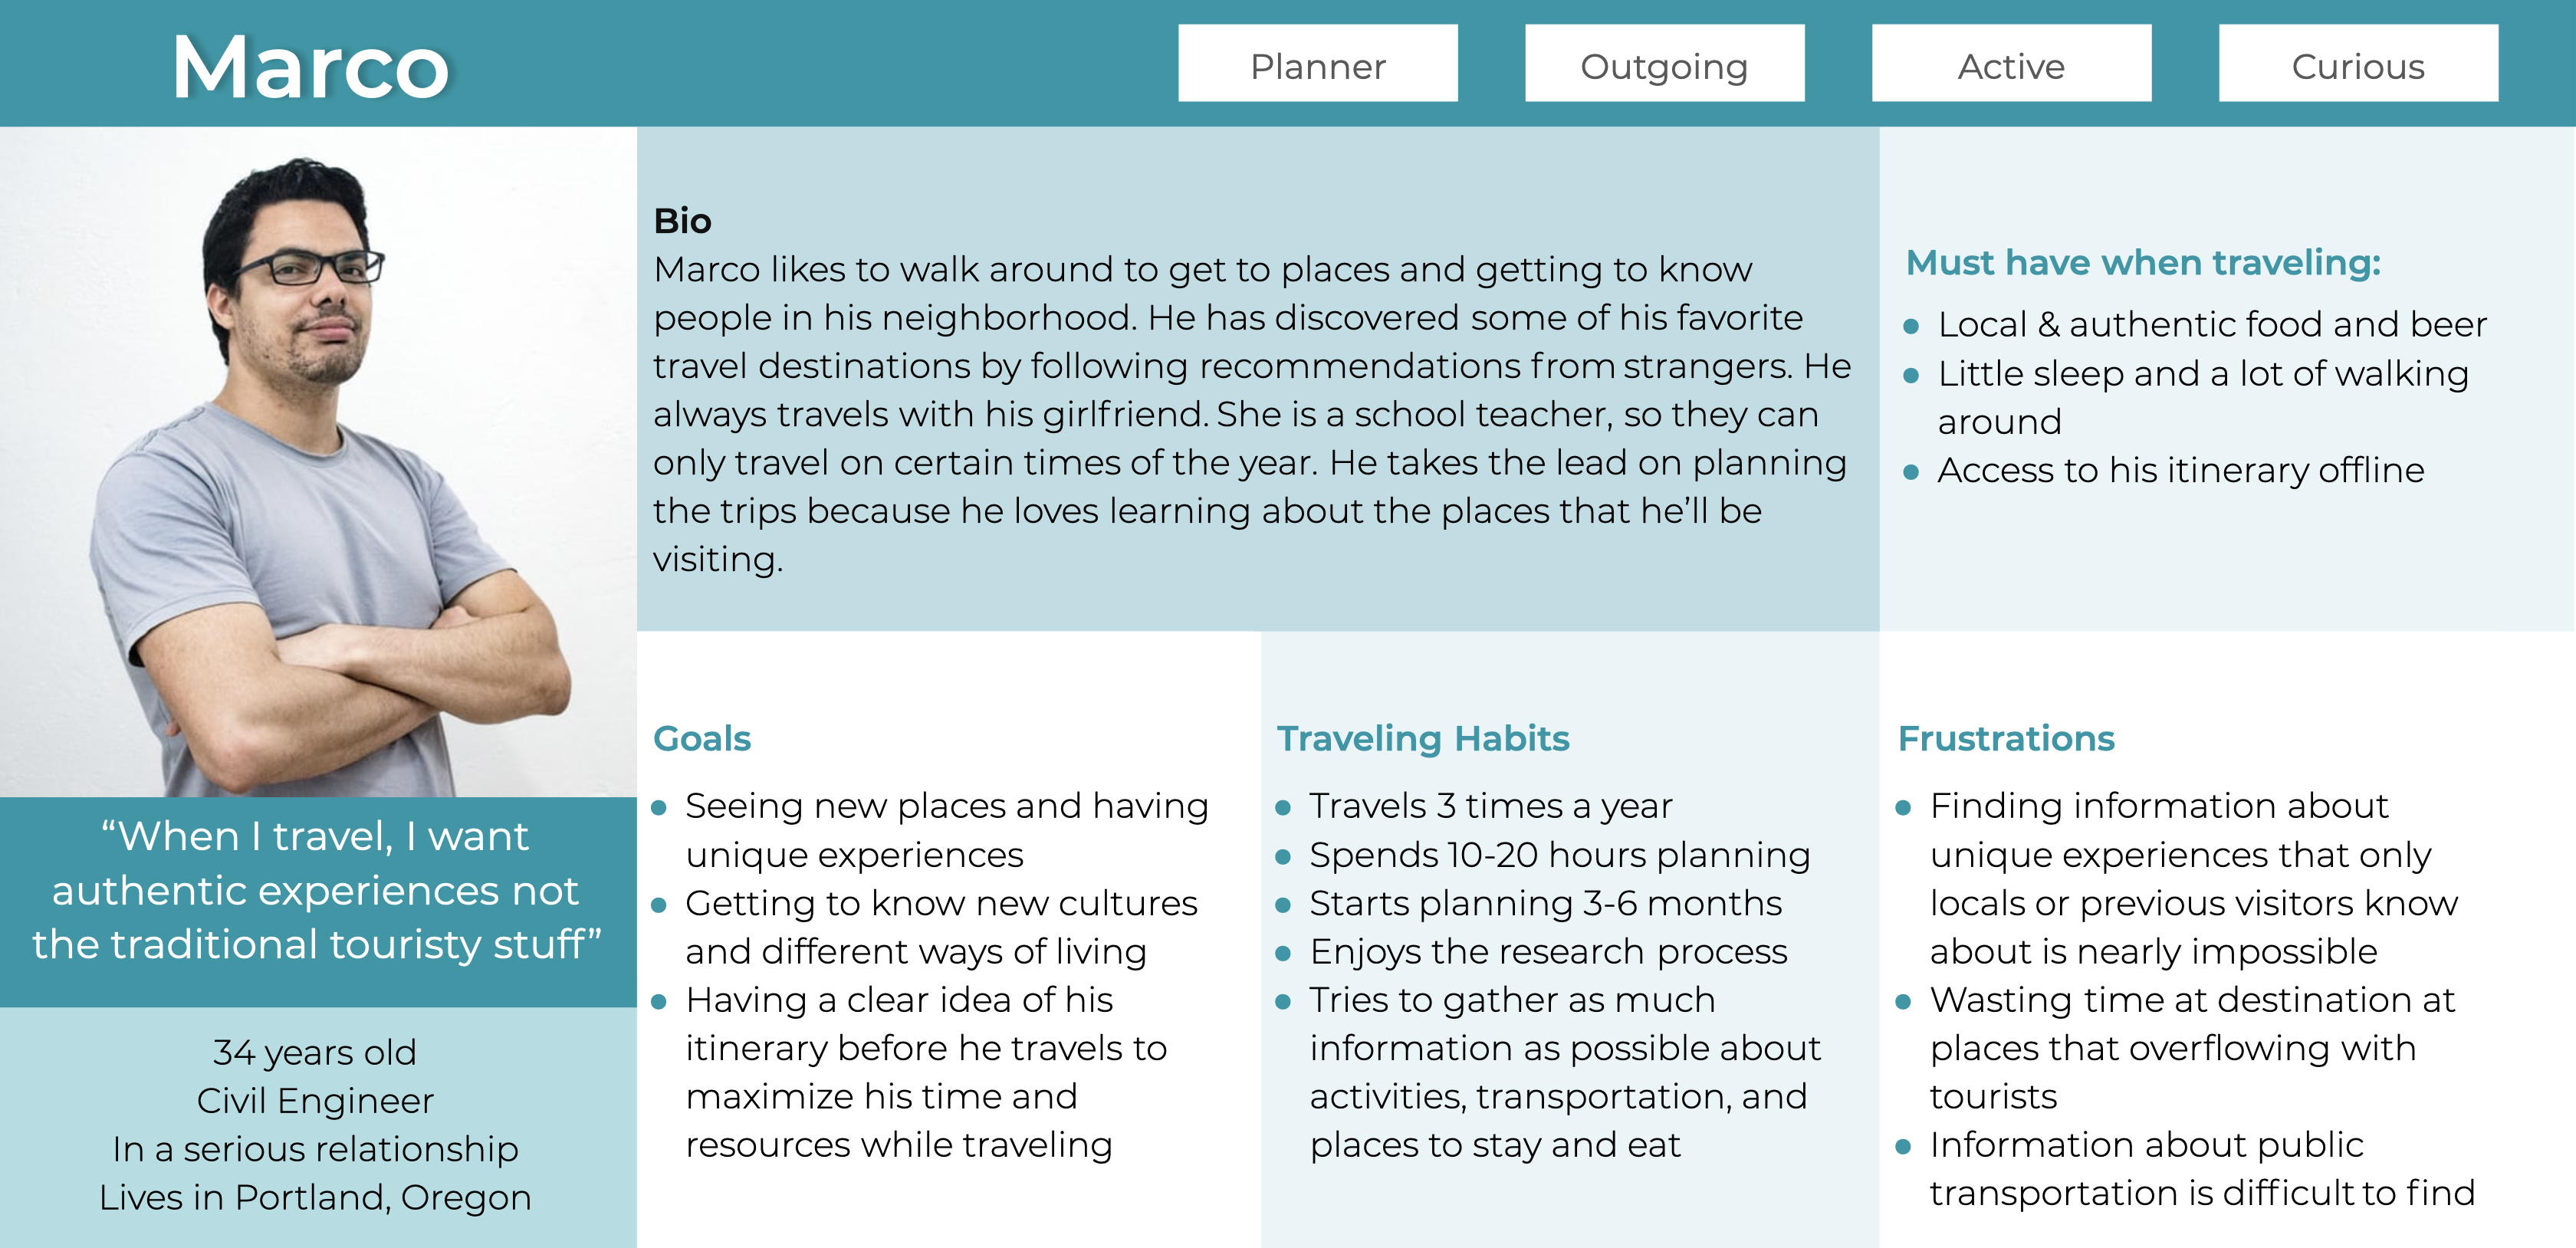 Marco
Planner
Outgoing
Active
Curious
Bio
Marco likes to walk around to get to places and getting to know
people in his neighborhood. He has discovered some of his favorite
travel destinations by following recommendations from strangers. He
always travels with his girlfriend. She is a school teacher, so they can
only travel on certain times of the year. He takes the lead on planning
the trips because he loves learning about the places that he’ll be
visiting.
Must have when traveling:
● Local & authentic food and beer
● Little sleep and a lot of walking
around
● Access to his itinerary offline
“When I travel, I want
authentic experiences not
the traditional touristy stuff”
34 years old
Civil Engineer
In a serious relationship
Lives in Portland, Oregon
Goals
● Seeing new places and having
unique experiences
● Getting to know new cultures
and different ways of living
● Having a clear idea of his
itinerary before he travels to
maximize his time and
resources while traveling
Traveling Habits
● Travels 3 times a year
● Spends 10-20 hours planning
● Starts planning 3-6 months
● Enjoys the research process
● Tries to gather as much
information as possible about
activities, transportation, and
places to stay and eat
Frustrations
● Finding information about
unique experiences that only
locals or previous visitors know
about is nearly impossible
● Wasting time at destination at
places that overflowing with
tourists
● Information about public
transportation is difficult to find